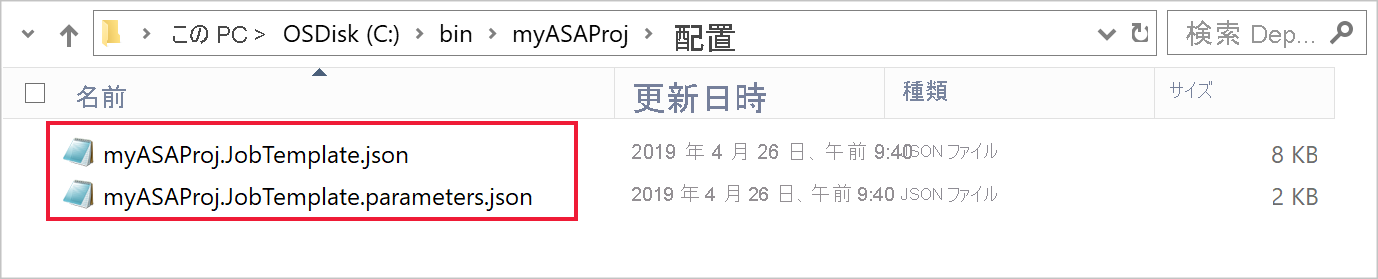 この PC > OSDisk (C:) > bin > myASAProj > 配置 検索 Dep...
名前 更新日時 種類 サイズ
myASAProj.JobTemplate.json 2019 年 4 月 26 日、午前 9:40 JSON ファイル 8 KB
myASAProj.JobTemplate.parameters.json 2019 年 4 月 26 日、午前 9:40 JSON ファイル 2 KB